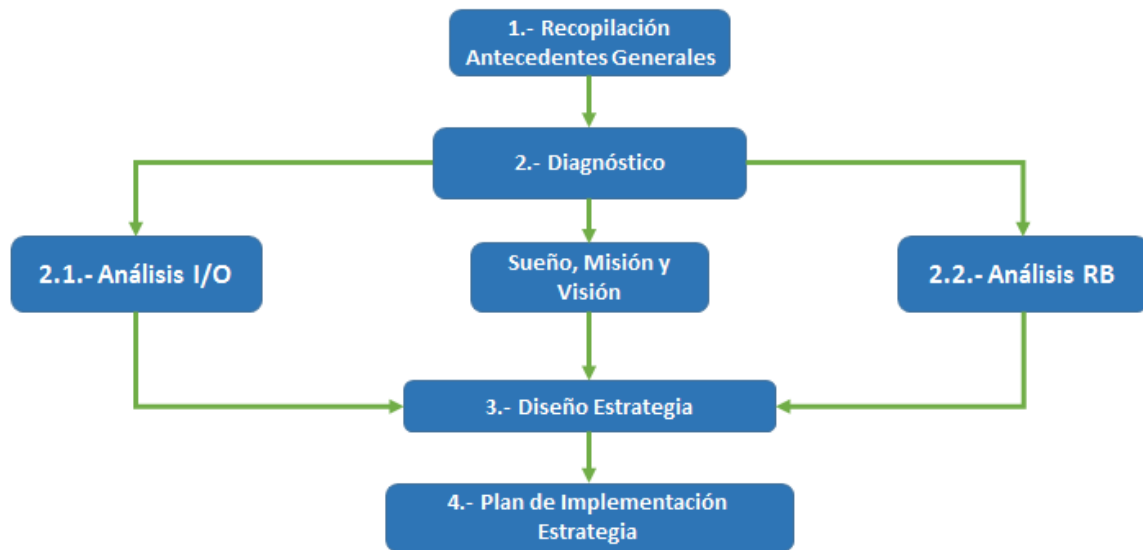 1.- Recopilación
Antecedentes Generales
2.- Diagnóstico
2.1.- Análisis I/O
Sueño, Misión y
Visión
2.2.- Análisis RB
3.- Diseño Estrategia
4.- Plan de Implementación
Estrategia